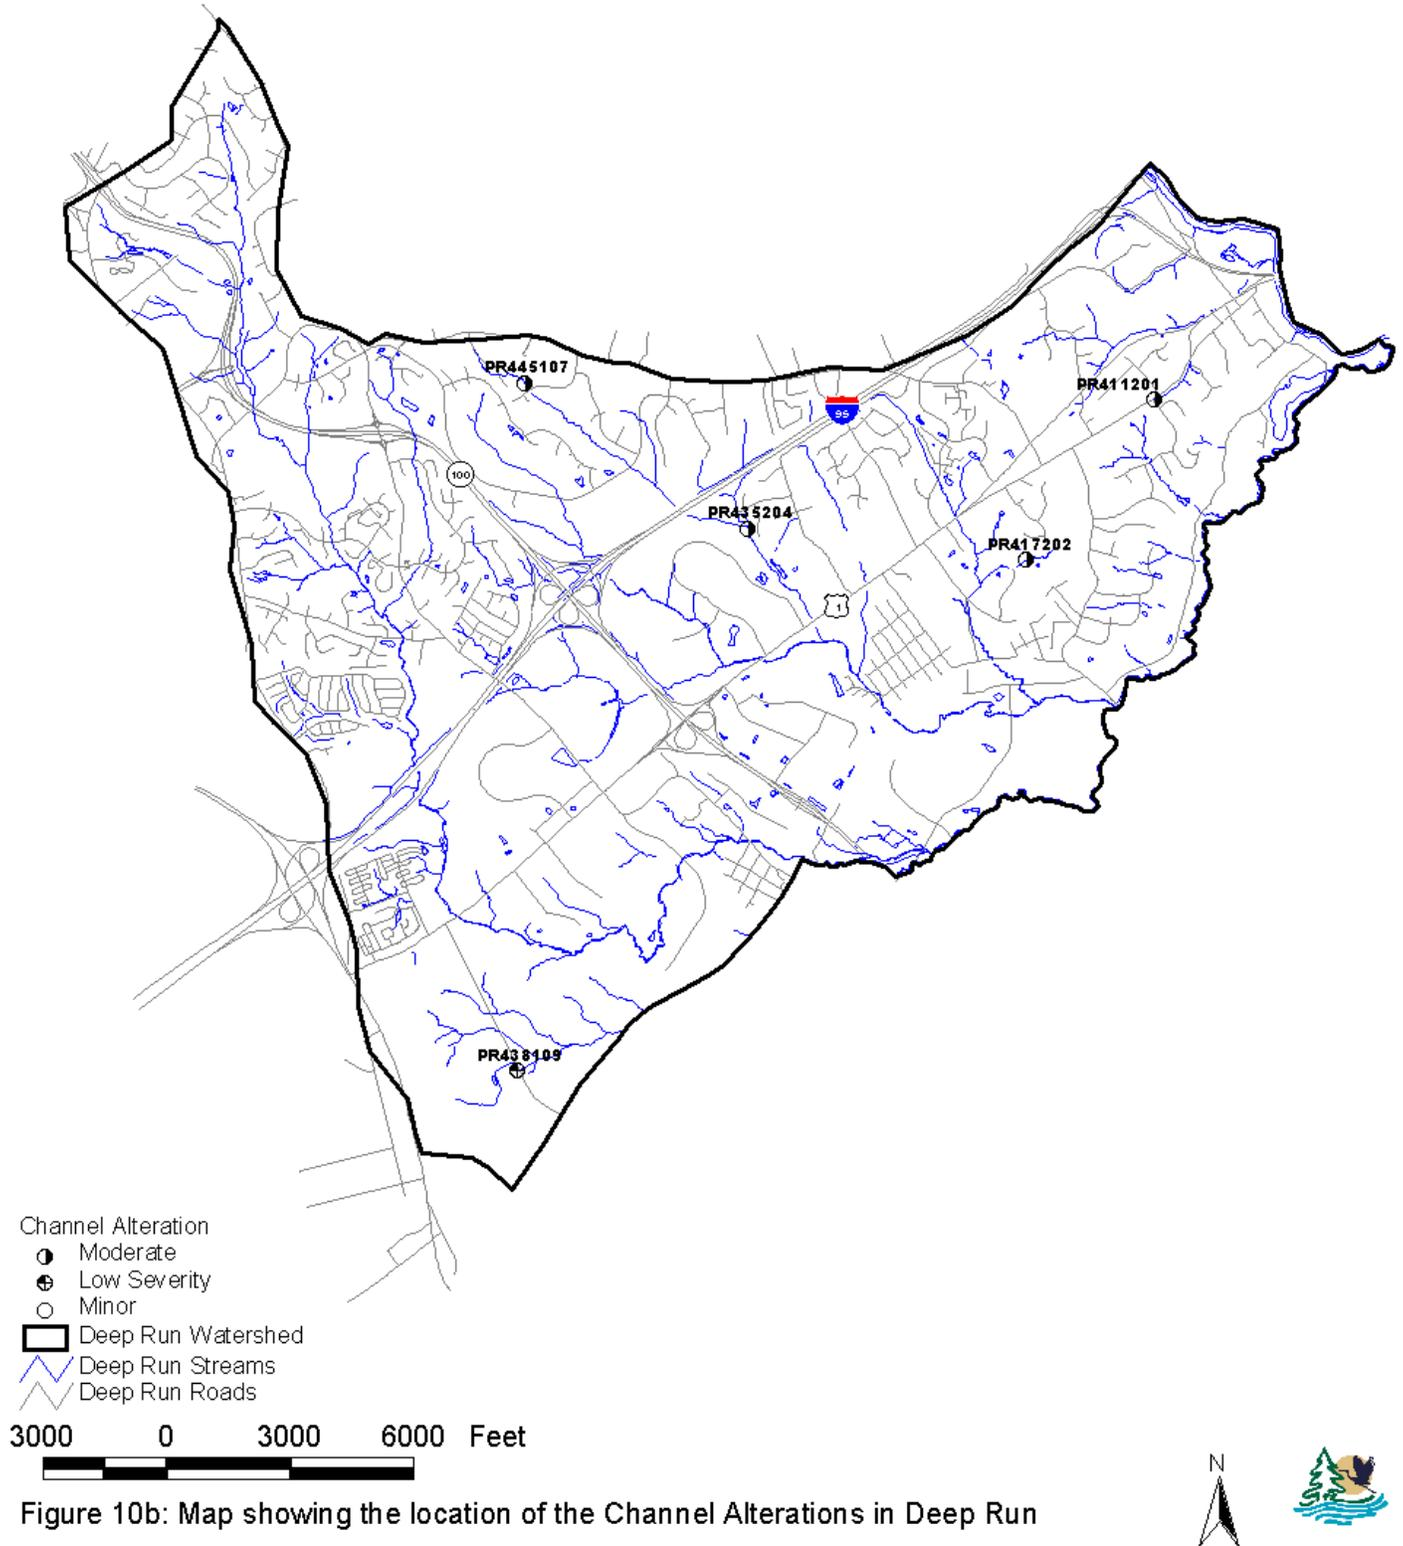 PR445107
PR411201
95
100
PR435204
PR417202
1
PR438109
Channel Alteration
Moderate
Low Severity
Minor
Deep Run Watershed
Deep Run Streams
Deep Run Roads
3000 0 3000 6000 Feet
N
Figure 10b: Map showing the location of the Channel Alterations in Deep Run